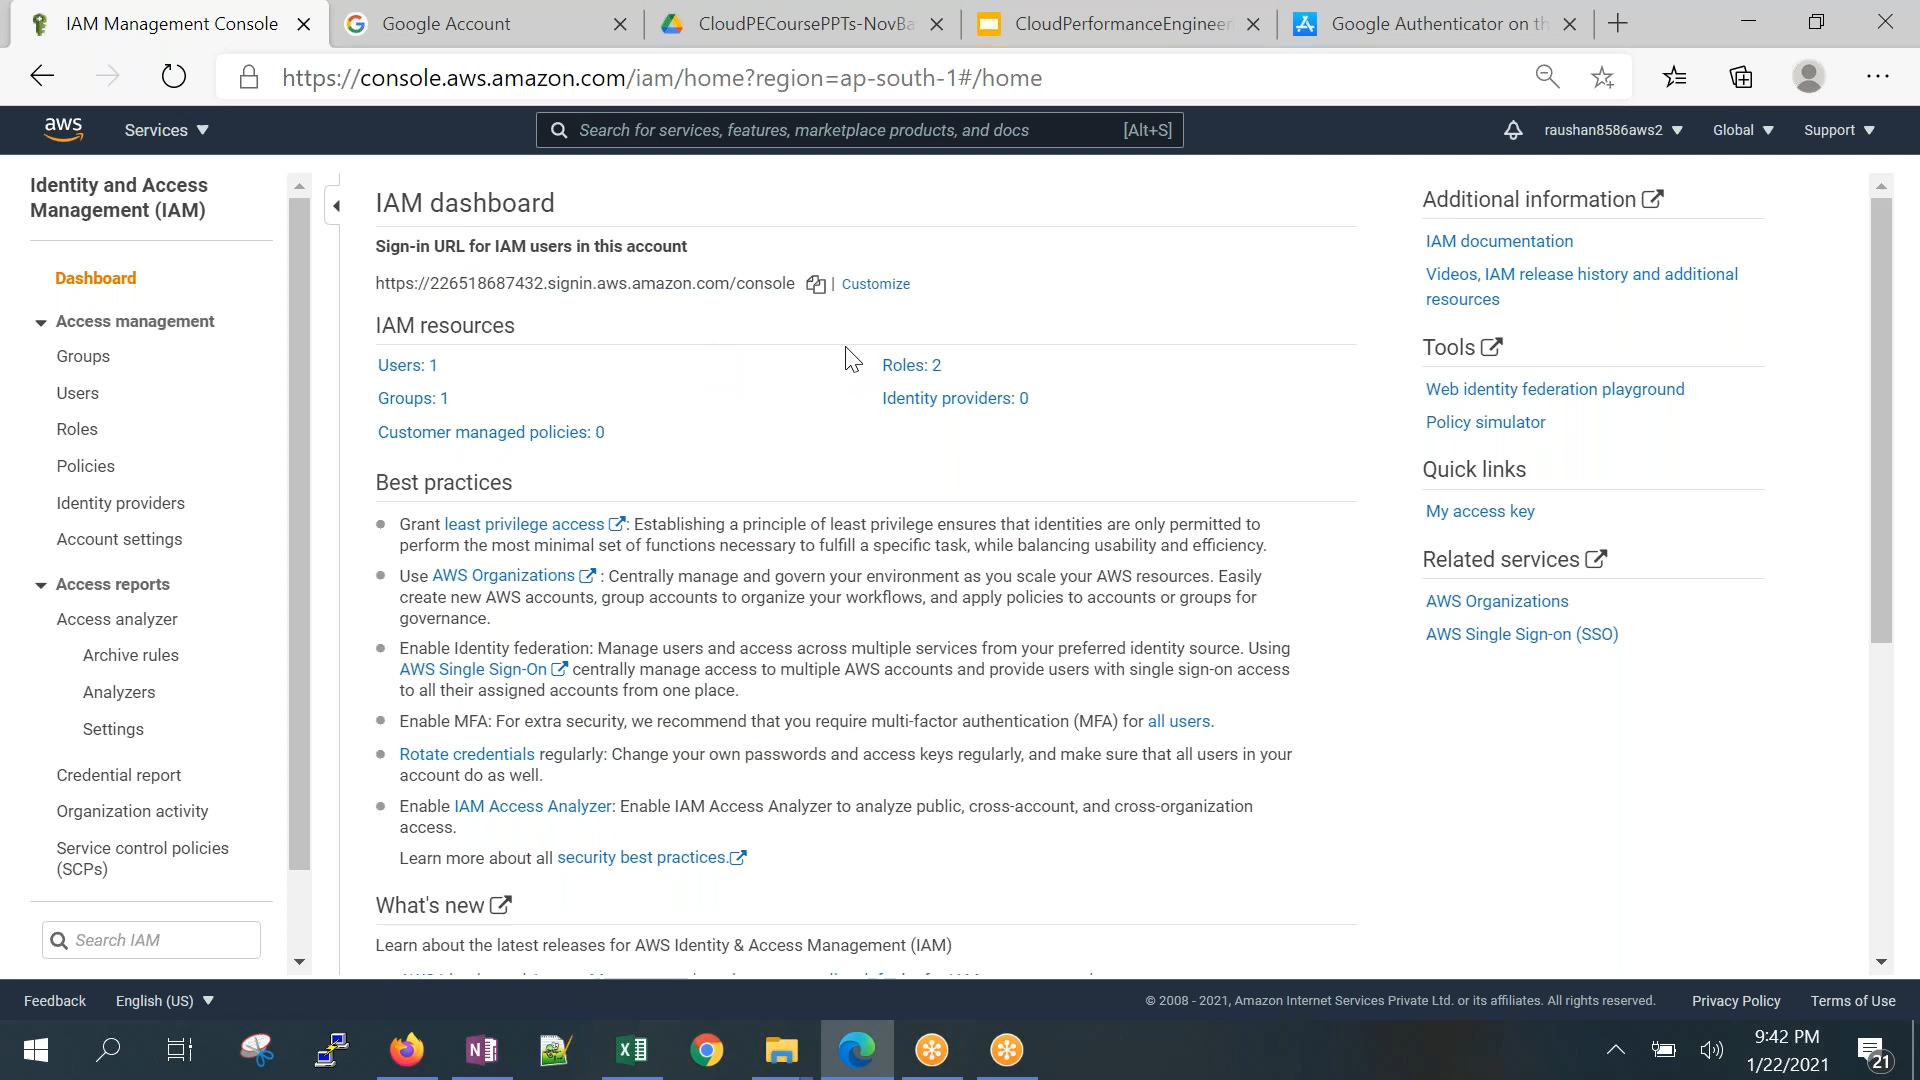 IAM Management Console
Google Account
CloudPECoursePPTs-NovBa
CloudPerformanceEngineer
Google Authenticator on th
https://console.aws.amazon.com/iam/home?region=ap-south-1#/home
aws
Services
Search for services, features, marketplace products, and docs
[Alt+S]
raushan8586aws2
Global
Support
Identity and Access
Management (IAM)
Dashboard
Access management
Groups
Users
Roles
Policies
Identity providers
Account settings
Access reports
Access analyzer
Archive rules
Analyzers
Settings
Credential report
Organization activity
Service control policies
(SCPs)
Search IAM
IAM dashboard
Sign-in URL for IAM users in this account
https://226518687432.signin.aws.amazon.com/console | Customize
IAM resources
Users: 1
Roles: 2
Groups: 1
Identity providers: 0
Customer managed policies: 0
Best practices
Grant least privilege access : Establishing a principle of least privilege ensures that identities are only permitted to
perform the most minimal set of functions necessary to fulfill a specific task, while balancing usability and efficiency.
Use AWS Organizations : Centrally manage and govern your environment as you scale your AWS resources. Easily
create new AWS accounts, group accounts to organize your workflows, and apply policies to accounts or groups for
governance.
Enable Identity federation: Manage users and access across multiple services from your preferred identity source. Using
AWS Single Sign-On centrally manage access to multiple AWS accounts and provide users with single sign-on access
to all their assigned accounts from one place.
Enable MFA: For extra security, we recommend that you require multi-factor authentication (MFA) for all users.
Rotate credentials regularly: Change your own passwords and access keys regularly, and make sure that all users in your
account do as well.
Enable IAM Access Analyzer: Enable IAM Access Analyzer to analyze public, cross-account, and cross-organization
access.
Learn more about all security best practices.
What's new
Learn about the latest releases for AWS Identity & Access Management (IAM)
Additional information
IAM documentation
Videos, IAM release history and additional
resources
Tools
Web identity federation playground
Policy simulator
Quick links
My access key
Related services
AWS Organizations
AWS Single Sign-on (SSO)
Feedback
English (US)
© 2008 - 2021, Amazon Internet Services Private Ltd. or its affiliates. All rights reserved.
Privacy Policy
Terms of Use
9:42 PM
1/22/2021
21